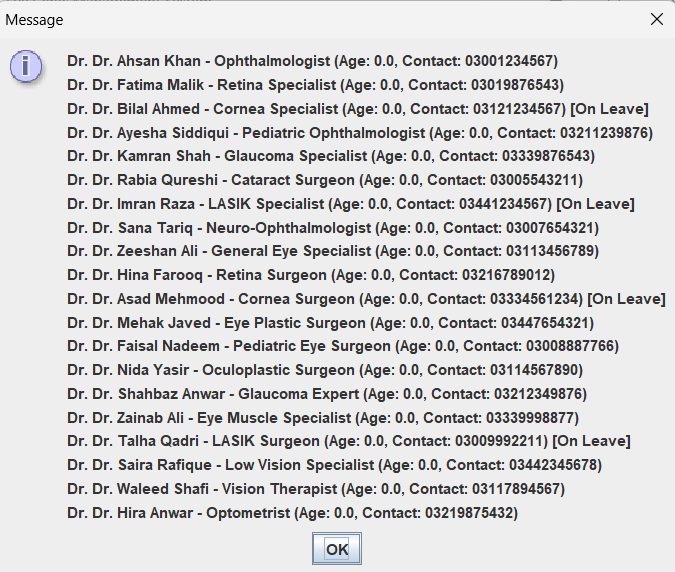 Message
Dr. Dr. Ahsan Khan - Ophthalmologist (Age: 0.0, Contact: 03001234567)
Dr. Dr. Fatima Malik - Retina Specialist (Age: 0.0, Contact: 03019876543)
Dr. Dr. Bilal Ahmed - Cornea Specialist (Age: 0.0, Contact: 03121234567) [On Leave]
Dr. Dr. Ayesha Siddiqui - Pediatric Ophthalmologist (Age: 0.0, Contact: 03211239876)
Dr. Dr. Kamran Shah - Glaucoma Specialist (Age: 0.0, Contact: 03339876543)
Dr. Dr. Rabia Qureshi - Cataract Surgeon (Age: 0.0, Contact: 03005543211)
Dr. Dr. Imran Raza - LASIK Specialist (Age: 0.0, Contact: 03441234567) [On Leave]
Dr. Dr. Sana Tariq - Neuro-Ophthalmologist (Age: 0.0, Contact: 03007654321)
Dr. Dr. Zeeshan Ali - General Eye Specialist (Age: 0.0, Contact: 03113456789)
Dr. Dr. Hina Farooq - Retina Surgeon (Age: 0.0, Contact: 03216789012)
Dr. Dr. Asad Mehmood - Cornea Surgeon (Age: 0.0, Contact: 03334561234) [On Leave]
Dr. Dr. Mehak Javed - Eye Plastic Surgeon (Age: 0.0, Contact: 03447654321)
Dr. Dr. Faisal Nadeem - Pediatric Eye Surgeon (Age: 0.0, Contact: 03008887766)
Dr. Dr. Nida Yasir - Oculoplastic Surgeon (Age: 0.0, Contact: 03114567890)
Dr. Dr. Shahbaz Anwar - Glaucoma Expert (Age: 0.0, Contact: 03212349876)
Dr. Dr. Zainab Ali - Eye Muscle Specialist (Age: 0.0, Contact: 03339998877)
Dr. Dr. Talha Qadri - LASIK Surgeon (Age: 0.0, Contact: 03009992211) [On Leave]
Dr. Dr. Saira Rafique - Low Vision Specialist (Age: 0.0, Contact: 03442345678)
Dr. Dr. Waleed Shafi - Vision Therapist (Age: 0.0, Contact: 03117894567)
Dr. Dr. Hira Anwar - Optometrist (Age: 0.0, Contact: 03219875432)
OK